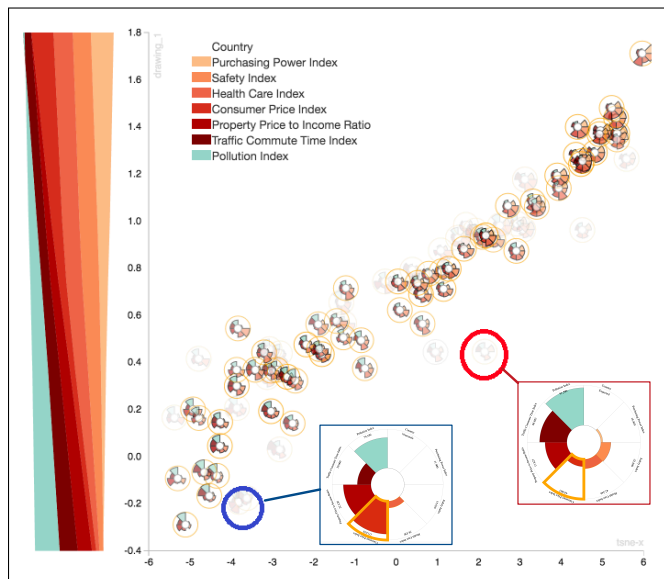 drawing_1
Country
Purchasing Power Index
Safety Index
Health Care Index
Consumer Price Index
Property Price to Income Ratio
Traffic Commute Time Index
Pollution Index
1.8
1.6
1.4
1.2
1.0
0.8
0.6
0.4
0.2
0.0
-0.2
-0.4
tsne-x
-6
-5
-4
-3
-2
-1
0
1
2
3
4
5
6